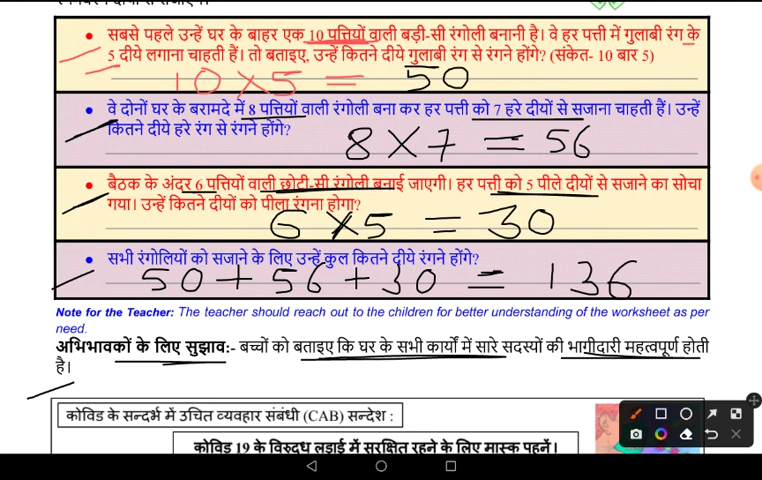 • सबसे पहले उन्हें घर के बाहर एक 10 पत्तियों वाली बड़ी-सी रंगोली बनानी है। वे हर पत्ती में गुलाबी रंग के
5 दीये लगाना चाहती हैं। तो बताइए, उन्हें कितने दीये गुलाबी रंग से रंगने होंगे? (संकेत- 10 बार 5)
10 × 5 = 50
• वे दोनों घर के बरामदे में 8 पत्तियों वाली रंगोली बना कर हर पत्ती को 7 हरे दीयों से सजाना चाहती हैं। उन्हें
कितने दीये हरे रंग से रंगने होंगे?
8 × 7 = 56
• बैठक के अंदर 6 पत्तियों वाली छोटी-सी रंगोली बनाई जाएगी। हर पत्ती को 5 पीले दीयों से सजाने का सोचा
गया। उन्हें कितने दीयों को पीला रंगना होगा?
6 × 5 = 30
• सभी रंगोलियों को सजाने के लिए उन्हें कुल कितने दीये रंगने होंगे?
50 + 56 + 30 = 136
Note for the Teacher: The teacher should reach out to the children for better understanding of the worksheet as per
need.
अभिभावकों के लिए सुझाव:- बच्चों को बताइए कि घर के सभी कार्यों में सारे सदस्यों की भागीदारी महत्वपूर्ण होती
है।
कोविड के सन्दर्भ में उचित व्यवहार संबंधी (CAB) सन्देश :
कोविड 19 के विरुद्ध लड़ाई में सुरक्षित रहने के लिए मास्क पहनें।